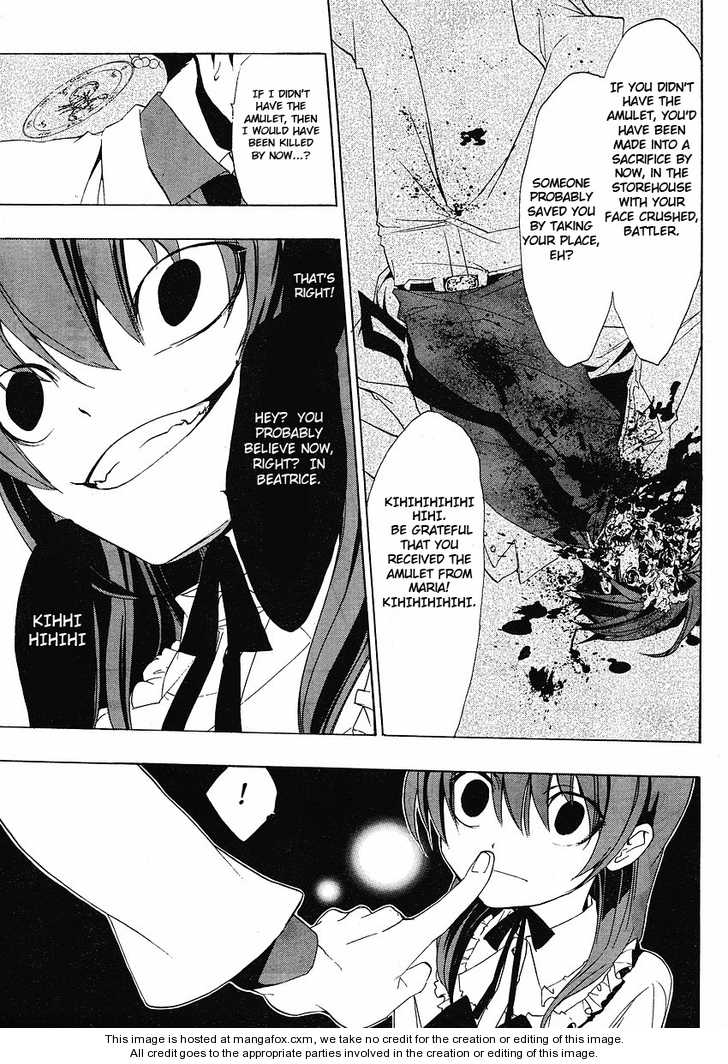 IF YOU DIDN'T
HAVE THE
AMULET, YOU'D
HAVE BEEN
MADE INTO A
SACRIFICE BY
NOW, IN THE
STOREHOUSE
WITH YOUR
FACE CRUSHED,
BATTLER.
SOMEONE
PROBABLY
SAVED YOU
BY TAKING
YOUR PLACE,
EH?
KIHIHIHIHIHI
HIHI.
BE GRATEFUL
THAT YOU
RECEIVED THE
AMULET FROM
MARIA!
KIHIHIHIHIHI.
IF I DIDN'T
HAVE THE
AMULET, THEN
I WOULD HAVE
BEEN KILLED
BY NOW...?
THAT'S
RIGHT!
HEY? YOU
PROBABLY
BELIEVE NOW,
RIGHT? IN
BEATRICE.
KIHHI
HIHIHI
!
This image is hosted at mangafox.cxm, we take no credit for the creation or editing of this image.
All credit goes to the appropriate parties involved in the creation or editing of this image.